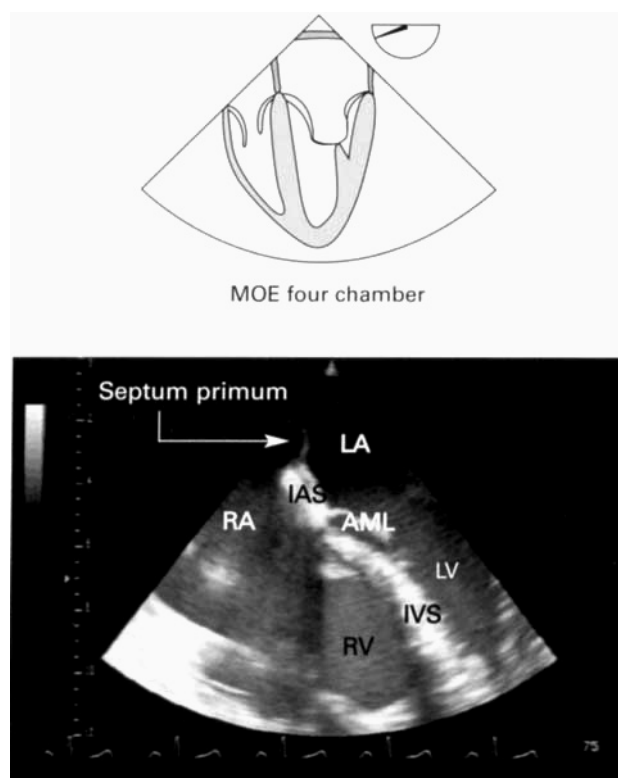 MOE four chamber
Septum primum
LA
IAS
RA
AML
LV
IVS
RV
75